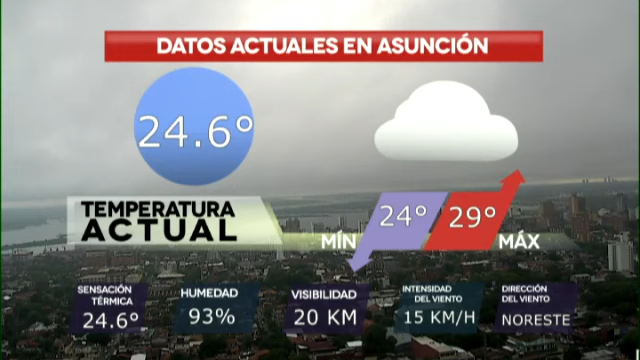 DATOS ACTUALES EN ASUNCIÓN
24.6°
TEMPERATURA
ACTUAL
MÍN
24°
29°
MÁX
SENSACIÓN
TÉRMICA
24.6°
HUMEDAD
93%
VISIBILIDAD
20 KM
INTENSIDAD
DEL VIENTO
15 KM/H
DIRECCIÓN
DEL VIENTO
NORESTE